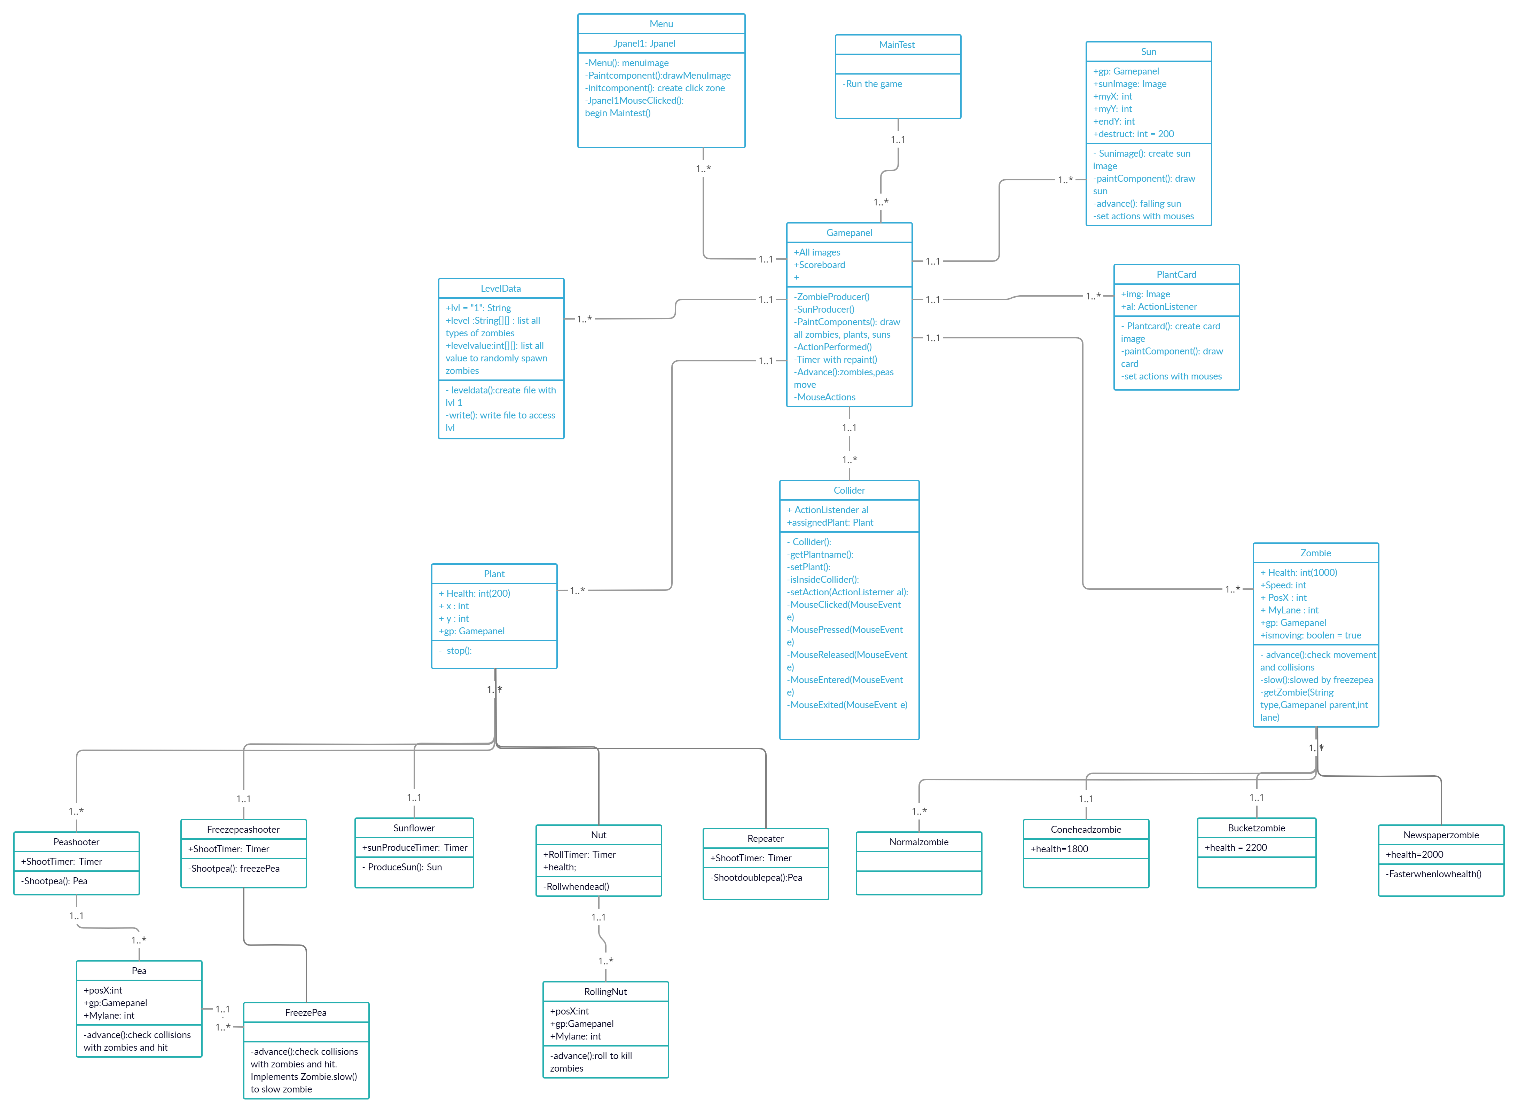 Menu
Jpanel1: Jpanel
-Menu(): menuimage
-Paintcomponent():drawMenuImage
-initcomponent(): create click zone
Jpanel1MouseClicked():
begin Maintest()
MainTest
-Run the game
Sun
+gp: Gamepanel
+sunImage: Image
+myX: int
+myY: int
+endY: int
+destruct: int = 200
- Sunimage(): create sun
image
-paintComponent(): draw
sun
-advance(): falling sun
-set actions with mouses
1..*
1..1
1..*
1..*
Gamepanel
+All images
+Scoreboard
+
-ZombieProducer()
-SunProducer()
-PaintComponents(): draw
all zombies, plants, suns
-ActionPerformed()
Timer with repaint()
-Advance():zombies,peas
move
-MouseActions
1..1
1..1
1..1
1..1
1..1
1..1
PlantCard
+img: Image
+al: ActionListener
- Plantcard(): create card
image
-paintComponent(): draw
card
-set actions with mouses
1..*
LevelData
+lvl = "1": String
+level :String[][] : list all
types of zombies
+levelvalue:int[][]: list all
value to randomly spawn
zombies
- leveldata():create file with
lvl 1
-write(): write file to access
lvl
1..*
1..1
1..*
Collider
+ ActionListender al
+assignedPlant: Plant
- Collider():
-getPlantname():
-setPlant():
-isInsideCollider():
-setAction(ActionListerner al):
-MouseClicked(MouseEvent
e)
-MousePressed(MouseEvent
e)
-MouseReleased(MouseEvent
e)
-MouseEntered(MouseEvent
e)
-MouseExited(MouseEvent e)
Plant
+ Health: int(200)
+ x : int
+ y : int
+gp: Gamepanel
- stop():
1..*
1..*
Zombie
+ Health: int(1000)
+Speed: int
+ PosX : int
+ MyLane : int
+gp: Gamepanel
+ismoving: boolen = true
- advance():check movement
and collisions
-slow():slowed by freezepea
-getZombie(String
type,Gamepanel parent,int
lane)
1..*
1..*
1..*
1..1
1..1
1..*
1..1
1..1
Peashooter
+ShootTimer: Timer
-Shootpea(): Pea
Freezepeashooter
+ShootTimer: Timer
-Shootpea(): freezePea
Sunflower
+sunProduceTimer: Timer
- ProduceSun(): Sun
Nut
+RollTimer: Timer
+health;
-Rollwhendead()
Repeater
+ShootTimer: Timer
-Shootdoublepea():Pea
Normalzombie
Coneheadzombie
+health=1800
Bucketzombie
+health = 2200
Newspaperzombie
+health=2000
-Fasterwhenlowhealth()
1..1
1..*
1..1
1..*
Pea
+posX:int
+gp:Gamepanel
+Mylane: int
-advance():check collisions
with zombies and hit
1..1
1..*
FreezePea
-advance():check collisions
with zombies and hit.
Implements Zombie.slow()
to slow zombie
RollingNut
+posX:int
+gp:Gamepanel
+Mylane: int
-advance():roll to kill
zombies